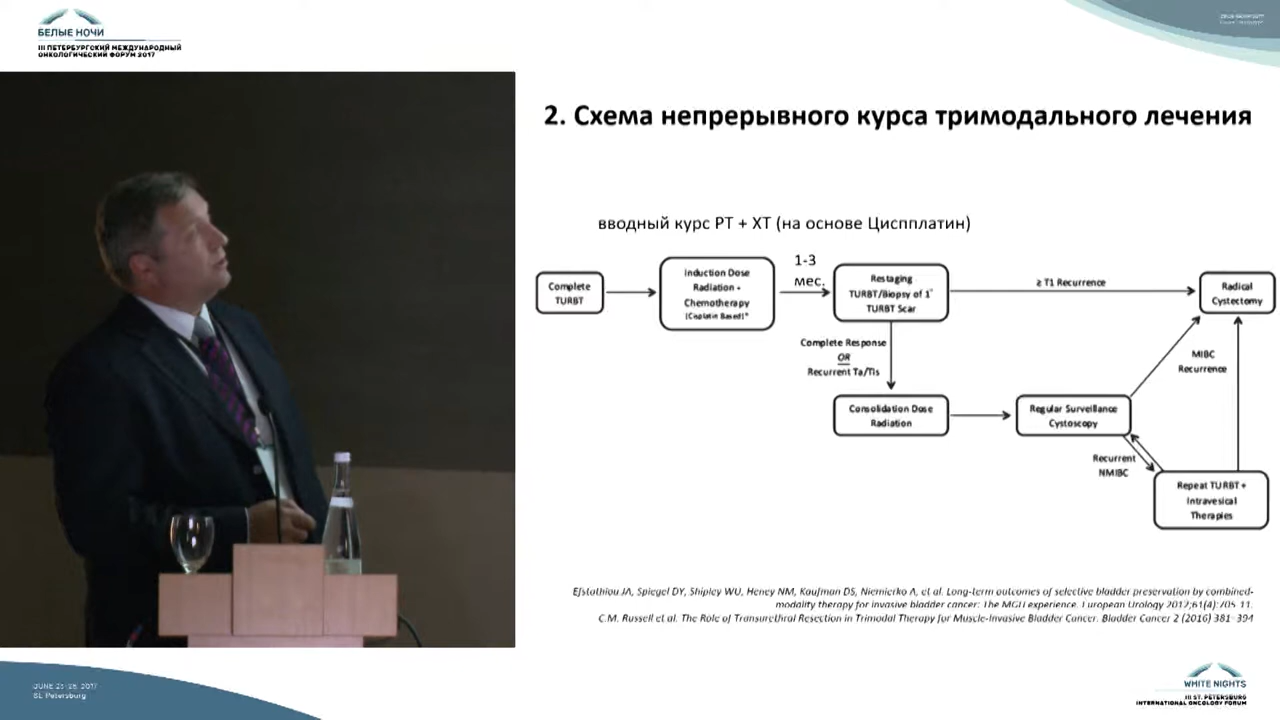 БЕЛЫЕ НОЧИ
III ПЕТЕРБУРГСКИЙ МЕЖДУНАРОДНЫЙ
ОНКОЛОГИЧЕСКИЙ ФОРУМ 2017
2. Схема непрерывного курса тримодального лечения
вводный курс РТ + ХТ (на основе Циспплатин)
1-3
мес.
Complete
TURBT
Induction Dose
Radiation +
Chemotherapy
(Cisplatin Based)*
Restaging
TURBT/Biopsy of 1°
TURBT Scar
≥ T1 Recurrence
Radical
Cystectomy
Complete Response
OR
Recurrent Ta/Tis
MIBC
Recurrence
Consolidation Dose
Radiation
Regular Surveillance
Cystoscopy
Recurrent
NMIBC
Repeat TURBT +
Intravesical
Therapies
Efstathiou JA, Spiegel DY, Shipley WU, Heney NM, Kaufman DS, Niemierko A, et al. Long-term outcomes of selective bladder preservation by combined-
modality therapy for invasive bladder cancer: The MGH experience. European Urology 2012;61(4):705-11.
C.M. Russell et al. The Role of Transurethral Resection in Trimodal Therapy for Muscle-Invasive Bladder Cancer. Bladder Cancer 2 (2016) 381–394
2017
St. Petersburg
WHITE NIGHTS
III ST. PETERSBURG
INTERNATIONAL ONCOLOGY FORUM